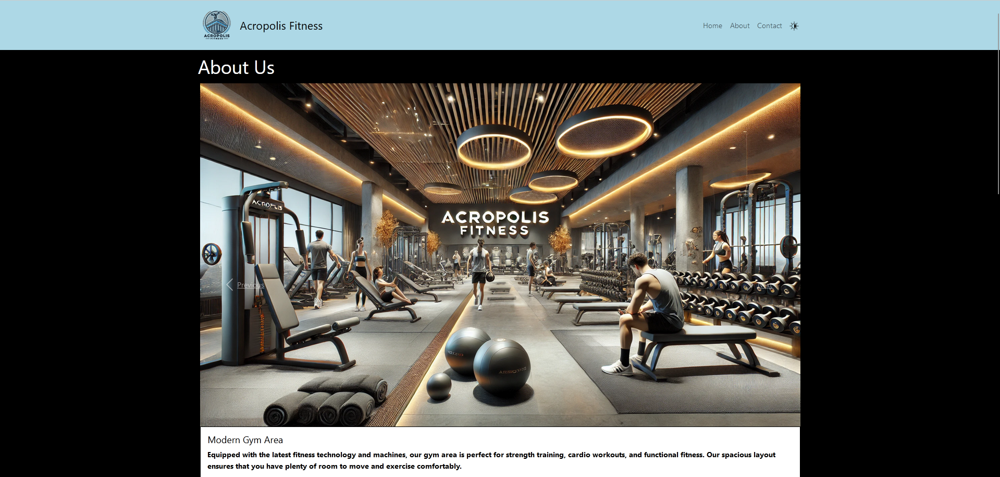 ACROPOLIS
FITNESS
Acropolis Fitness
Home
About
Contact
About Us
ACROPOLIS
FITNESS
Previous
Next
Modern Gym Area
Equipped with the latest fitness technology and machines, our gym area is perfect for strength training, cardio workouts, and functional fitness. Our spacious layout
ensures that you have plenty of room to move and exercise comfortably.